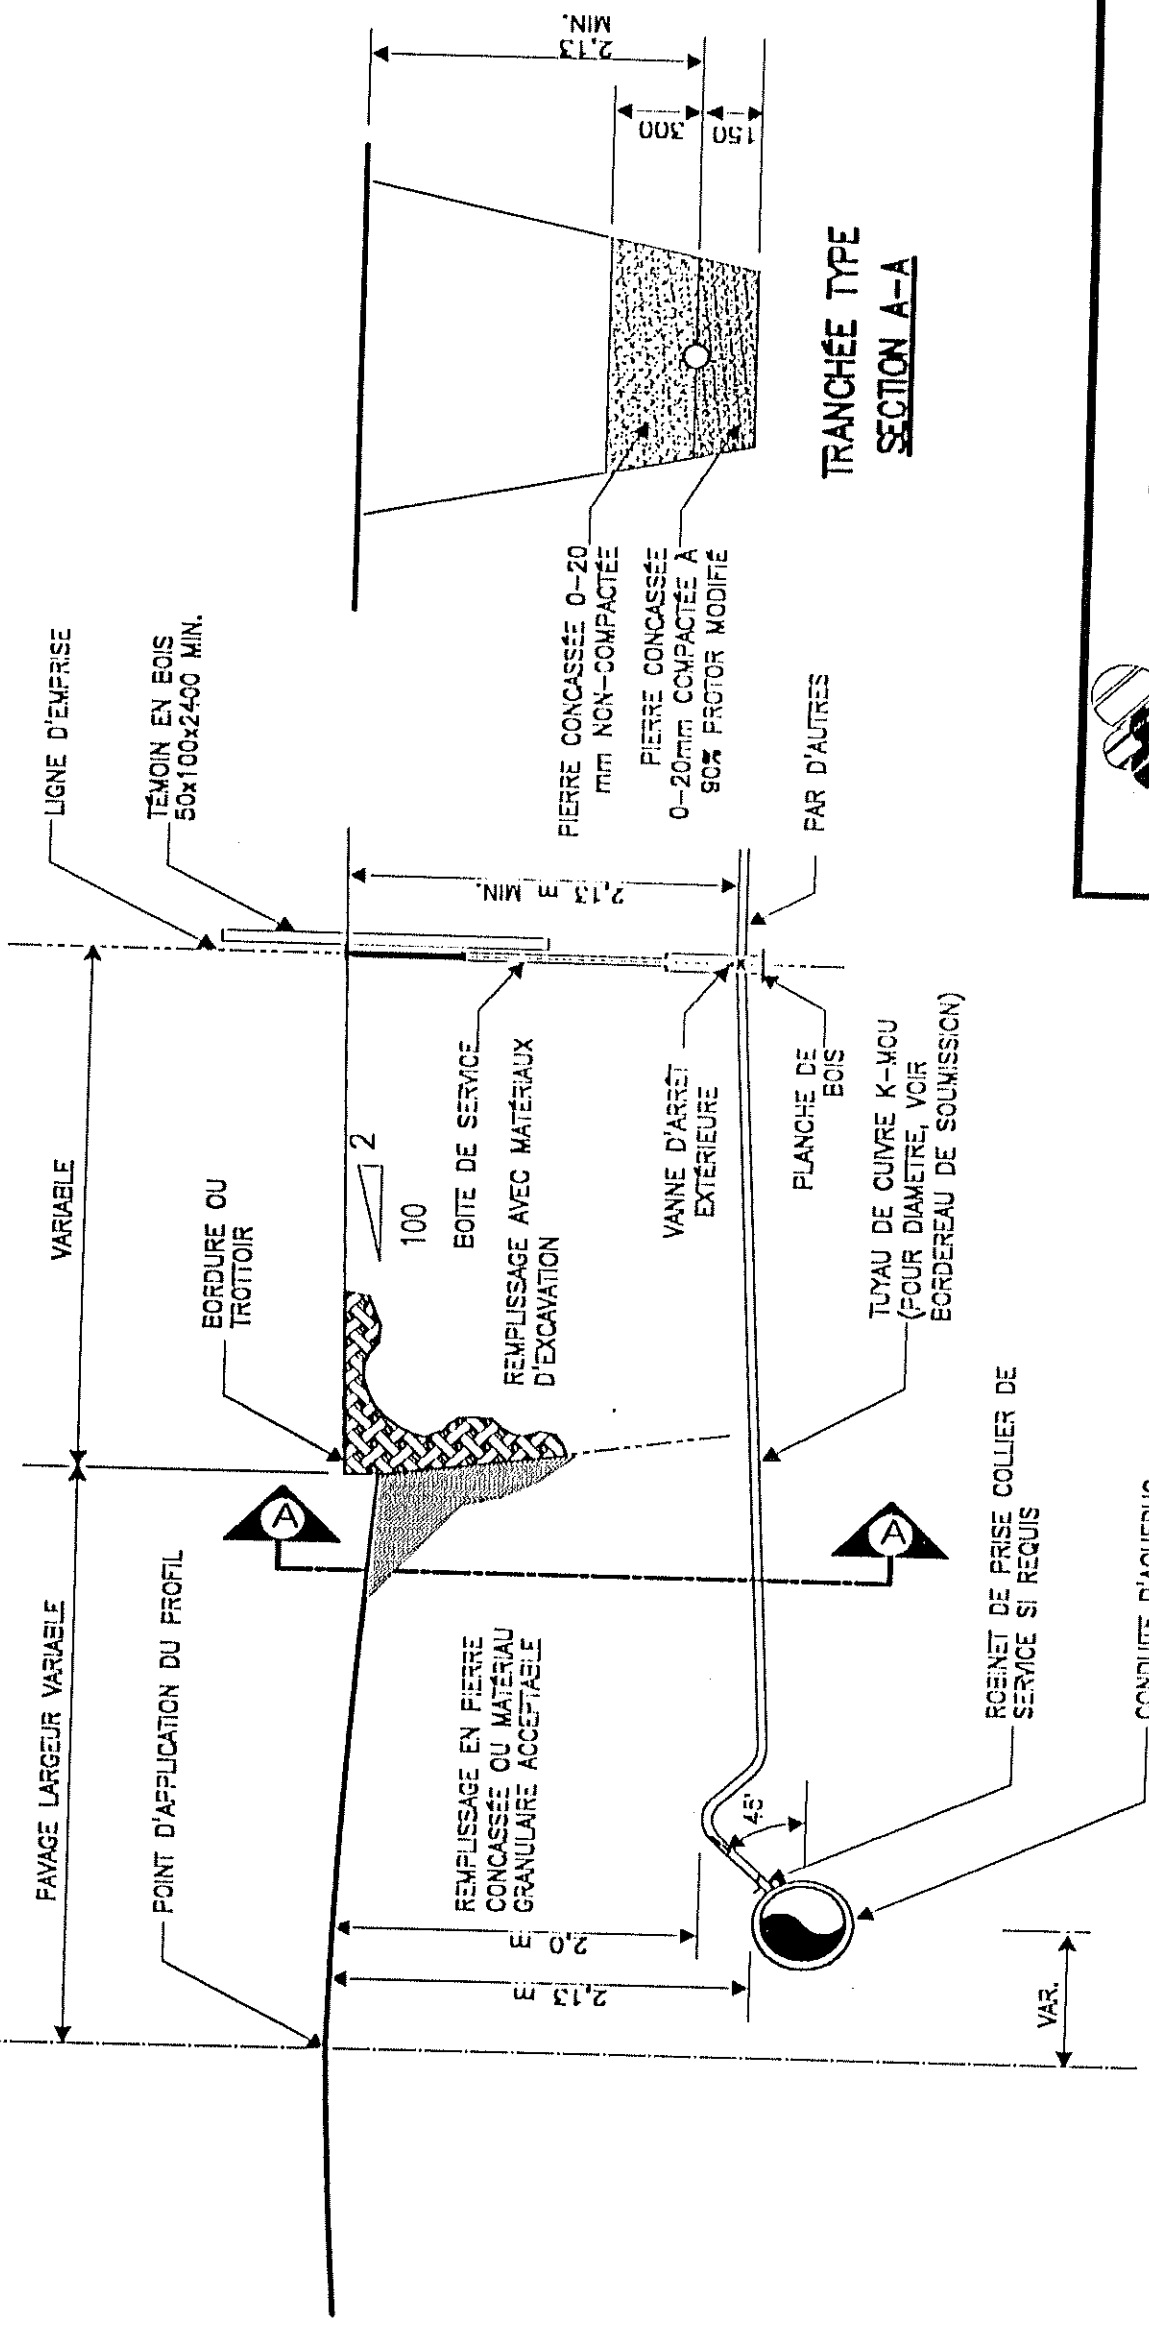 PAVAGE LARGEUR VARIABLE
VARIABLE
POINT D'APPLICATION DU PROFIL
BORDURE OU
TROTTOIR
LIGNE D'EMPRISE
TÉMOIN EN BOIS
50x100x2400 MIN.
2
100
BOITE DE SERVICE
REMPLISSAGE AVEC MATÉRIAUX
D'EXCAVATION
A
A
REMPLISSAGE EN PIERRE
CONCASSÉE OU MATÉRIAU
GRANULAIRE ACCEPTABLE
2,0 m
2,13 m
2,13 m MIN.
VANNE D'ARRÊT
EXTÉRIEURE
PLANCHE DE
BOIS
PAR D'AUTRES
TUYAU DE CUIVRE K-MOU
(POUR DIAMETRE, VOIR
BORDEREAU DE SOUMISSION)
45°
ROBINET DE PRISE COLLIER DE
SERVICE SI REQUIS
CONDUITE D'AQUEDUC
VAR.
PIERRE CONCASSÉE 0-20
mm NON-COMPACTÉE
PIERRE CONCASSÉE
0-20mm COMPACTÉE A
90% PROTOR MODIFIÉ
2,13
MIN.
300
150
TRANCHÉE TYPE
SECTION A-A